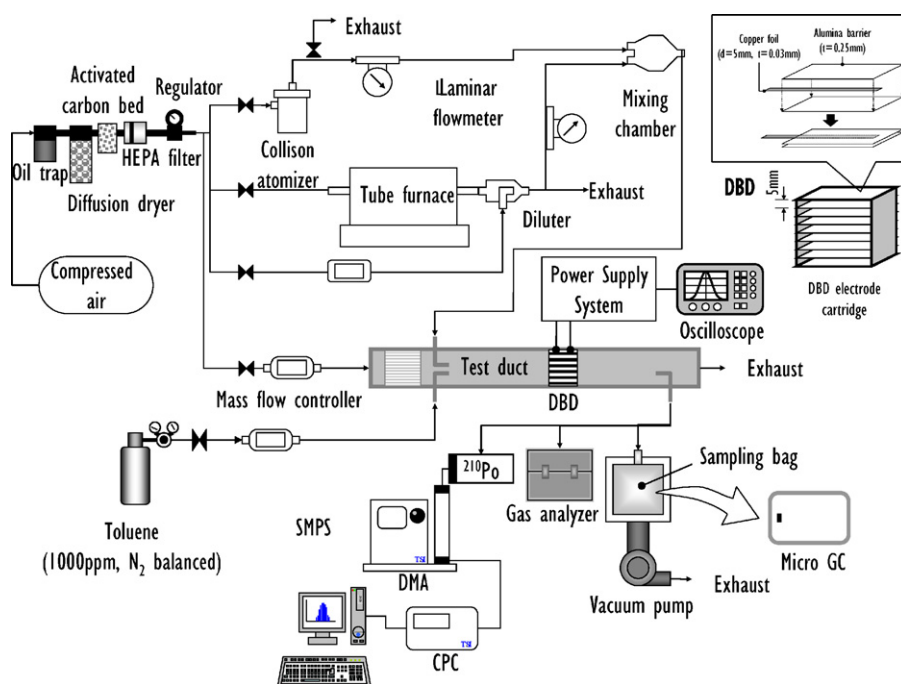 Exhaust
Copper foil
(d=5mm, t=0.03mm)
Alumina barrier
(t=0.25mm)
Activated
carbon bed
Regulator
LLaminar
flowmeter
Mixing
chamber
Oil trap
HEPA filter
Collison
atomizer
Diffusion dryer
Tube furnace
Diluter
Exhaust
DBD
5mm
Compressed
air
Power Supply
System
Oscilloscope
DBD electrode
cartridge
Test duct
Exhaust
Mass flow controller
DBD
210Po
Sampling bag
Gas analyzer
Toluene
(1000ppm, N2 balanced)
SMPS
TSI
DMA
Micro GC
Exhaust
Vacuum pump
TSI
CPC